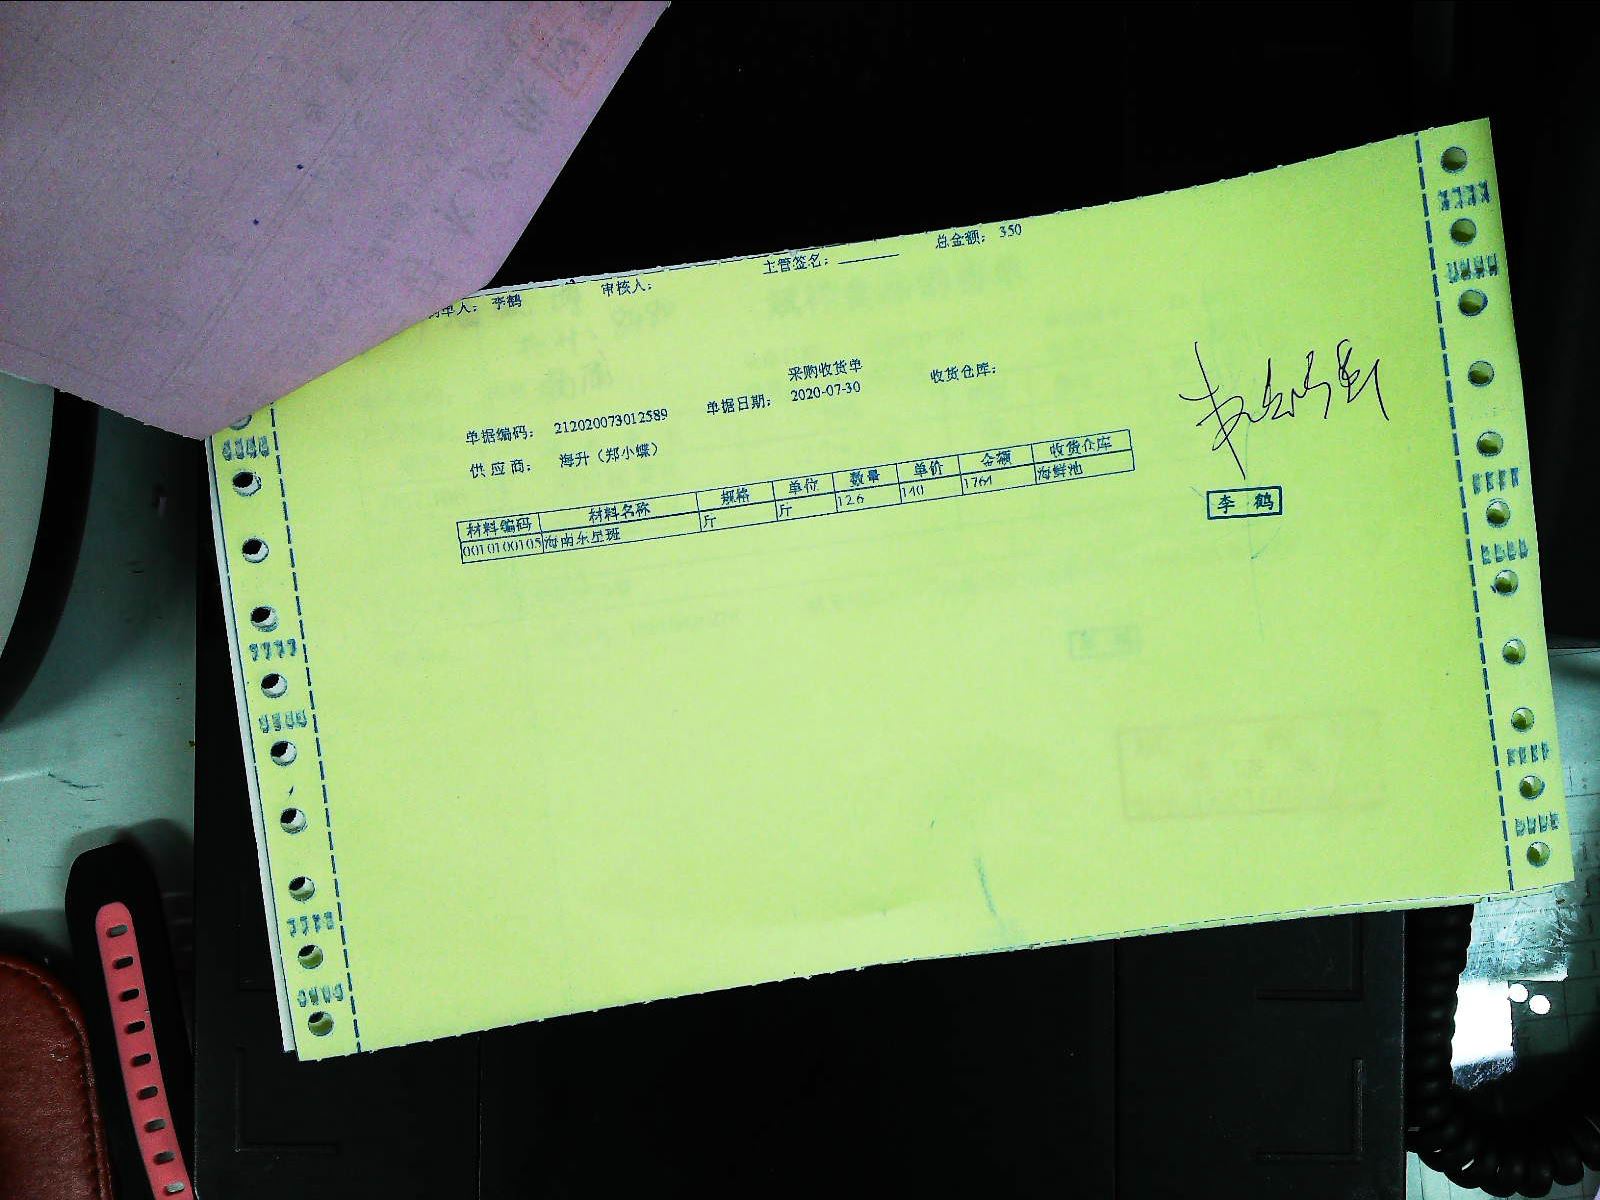 总金额：350
主管签名：
审核人：
制单人：李鹤
采购收货单
单据编码：212020073012589 单据日期：2020-07-30 收货仓库：
供应商：海升（郑小蝶）
材料编码 材料名称 规格 单位 数量 单价 金额 收货仓库
0010100105 海南东星斑 斤 斤 12.6 140 1764 海鲜池
李鹤